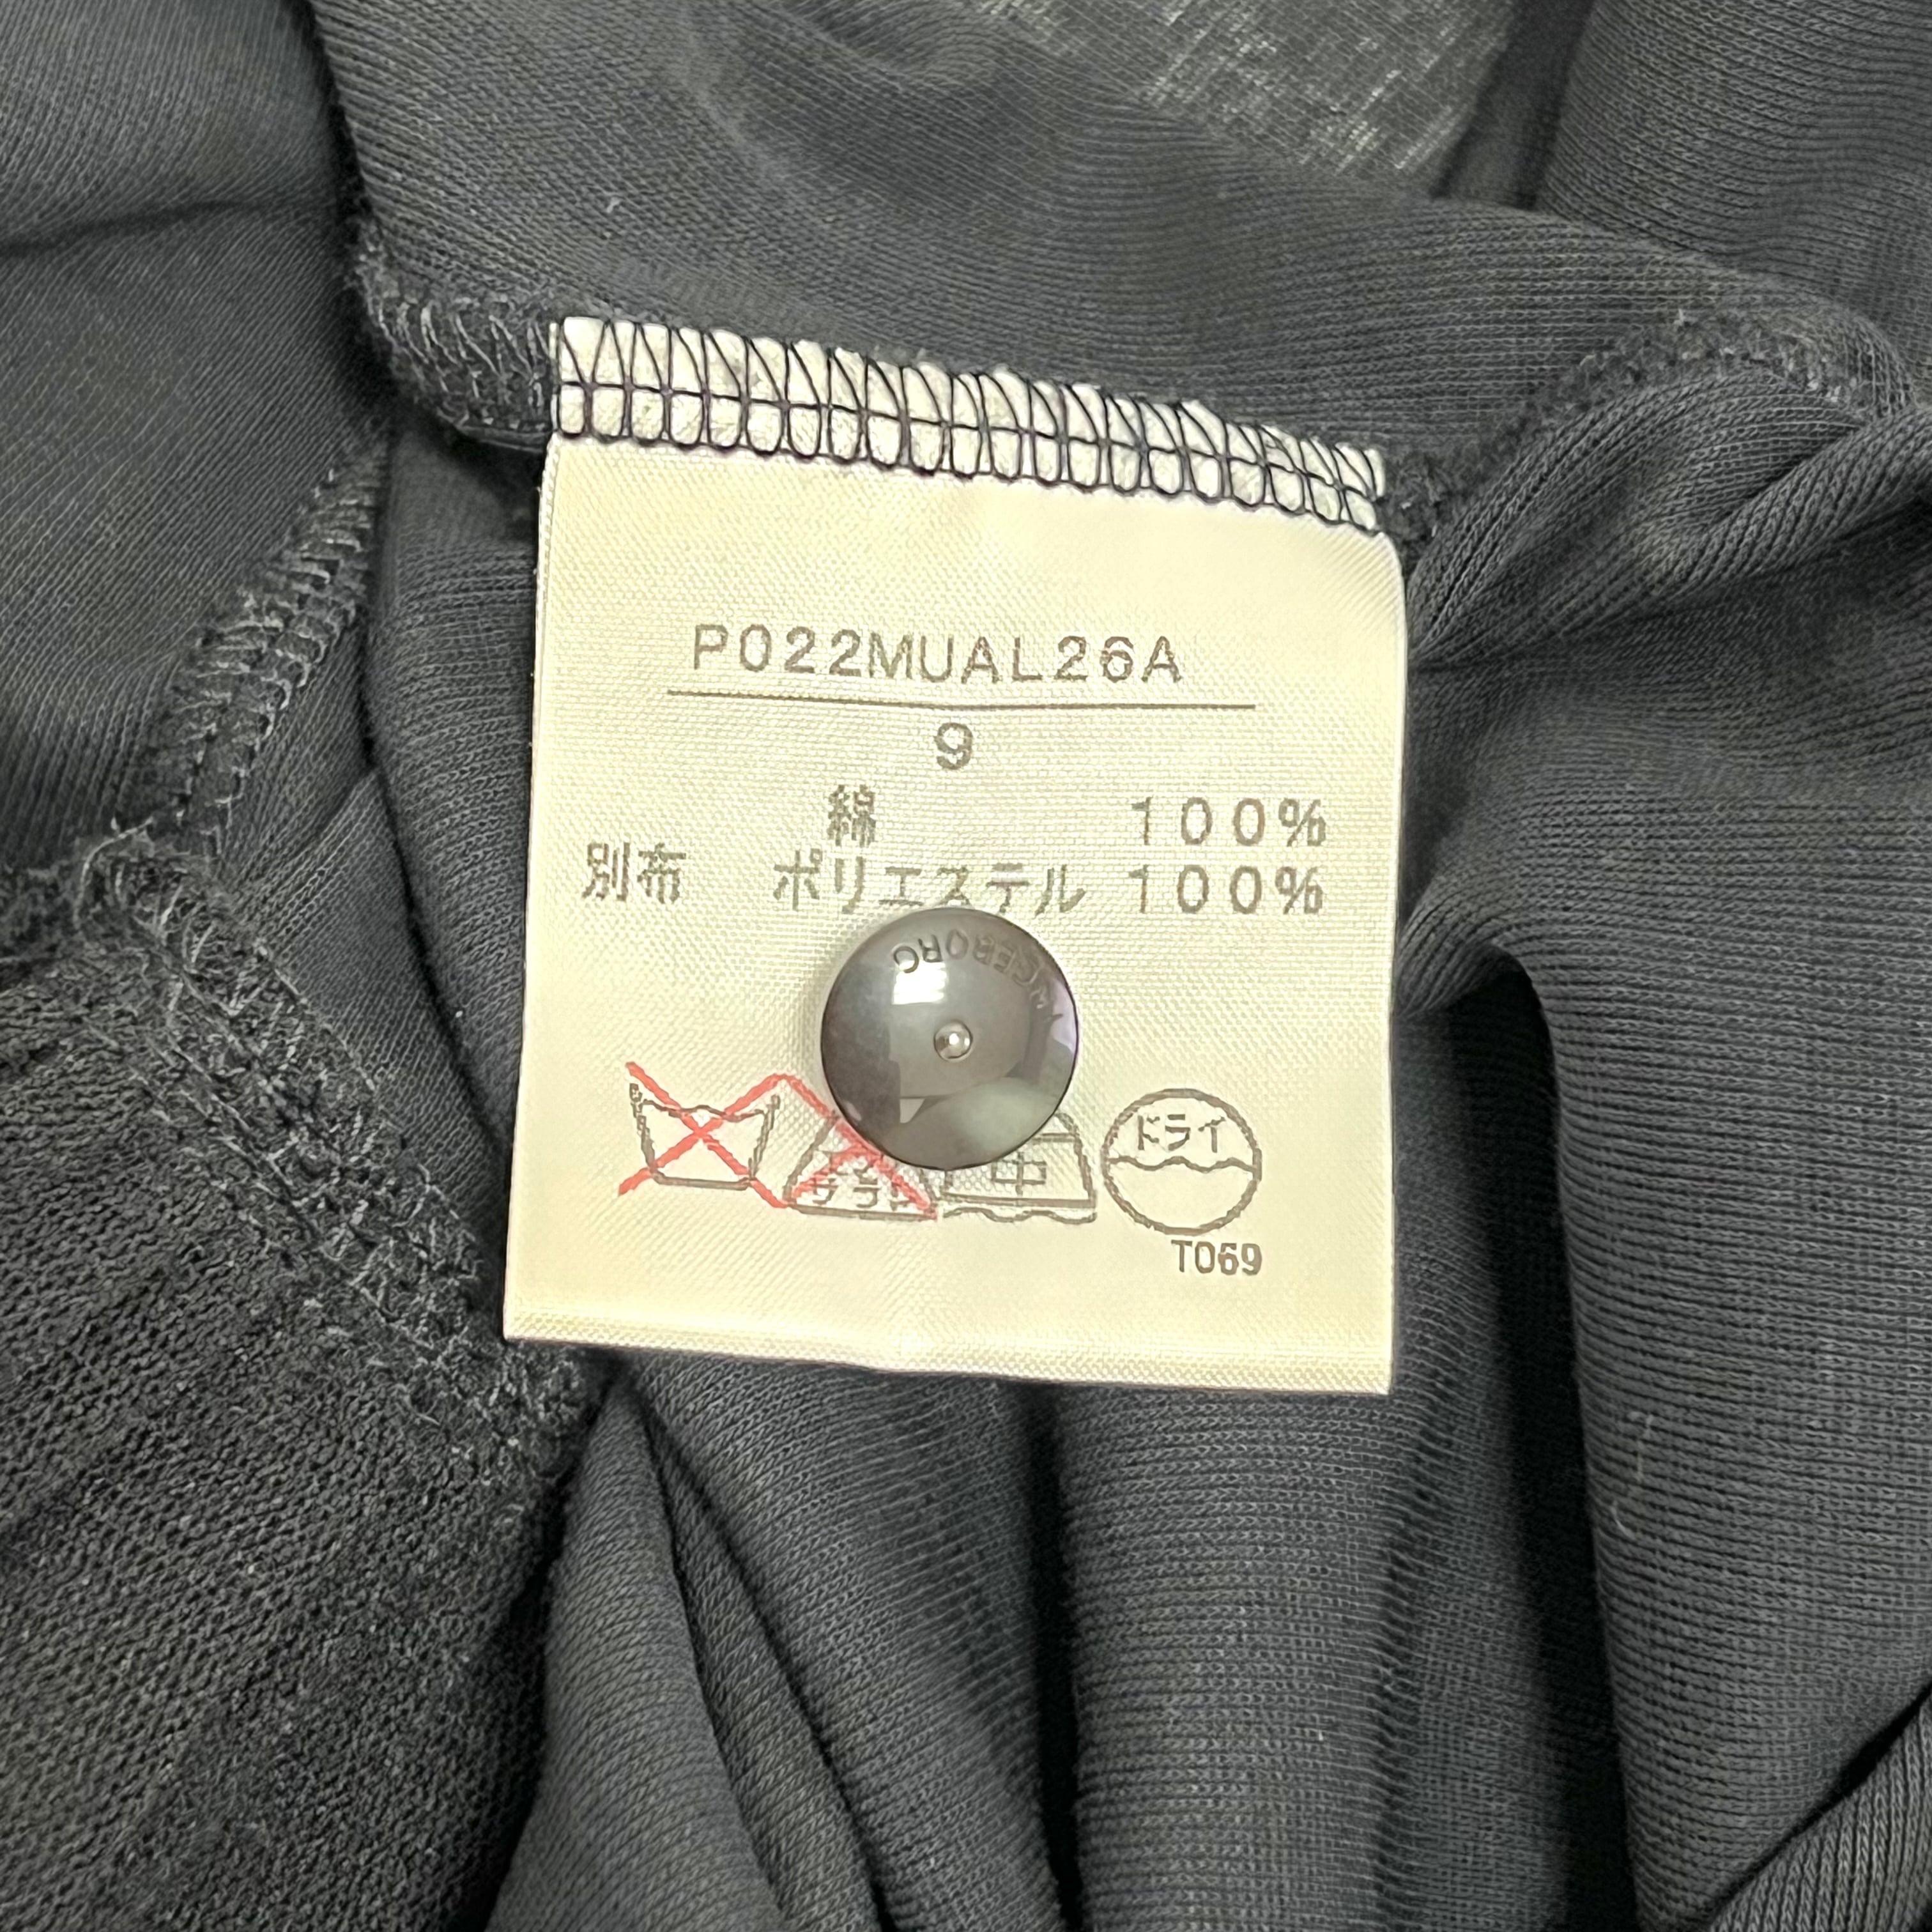 P022MUAL26A
9
綿 100%
別布 ポリエステル 100%
中
ドライ
T069